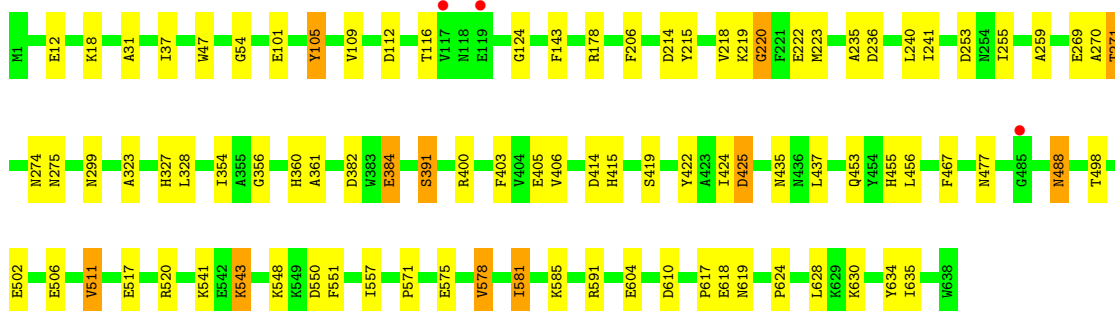 M1 E12 K18 A31 I37 W47 G54 E101 Y105 V109 D112 T116 V117 N118 E119 G124 F143 R178 F206 D214 Y215 V218 K219 G220 F221 E222 M223 A235 D236 L240 I241 D253 N254 I255 A259 E269 A270 T271
N274 N275 N299 A323 H327 L328 I354 A355 G356 H360 A361 D382 W383 E384 S391 R400 F403 V404 E405 V406 D414 H415 S419 Y422 A423 I424 D425 N435 N436 L437 Q453 Y454 H455 L456 F467 N477 G485 N488 T498
E502 E506 V511 E517 R520 K541 E542 K543 K548 K549 D550 F551 I557 P571 E575 V578 I581 K585 R591 E604 D610 P617 E618 N619 P624 L628 K629 K630 Y634 I635 W638